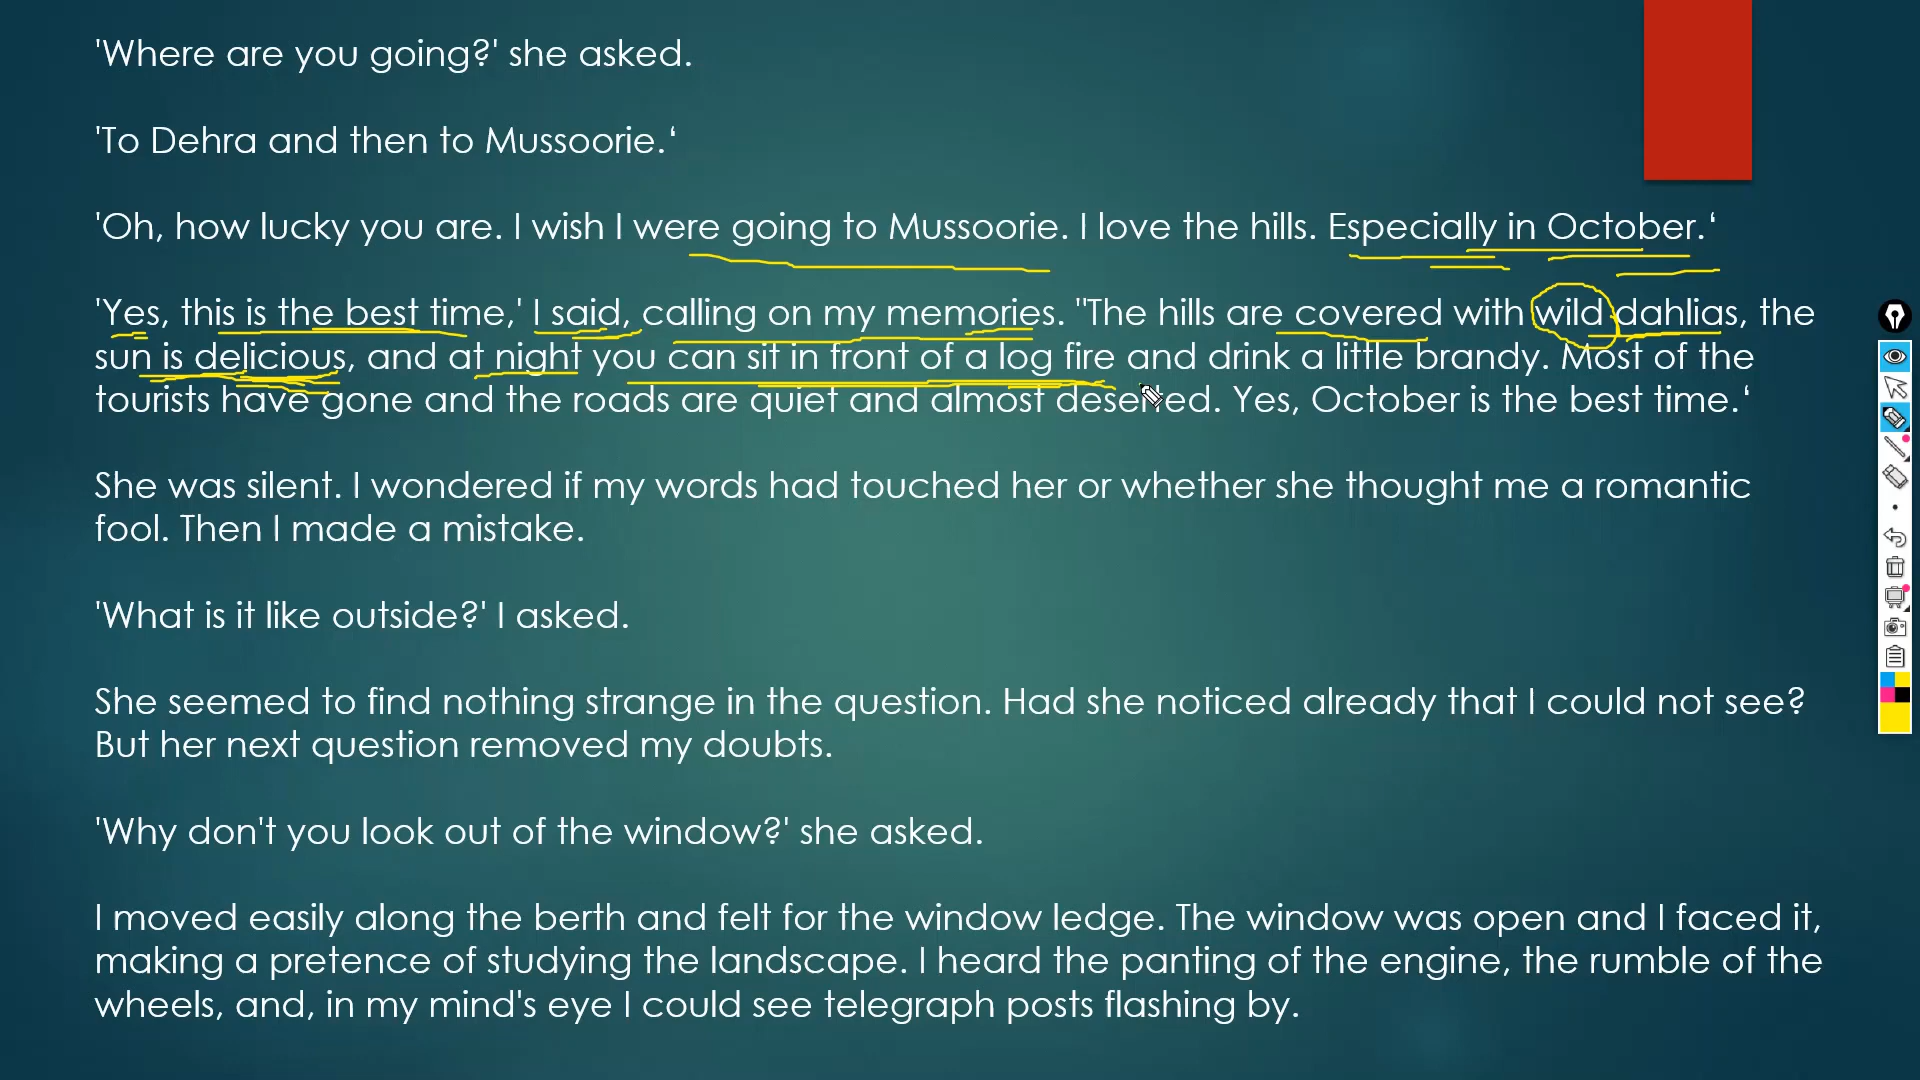 'Where are you going?' she asked.
'To Dehra and then to Mussoorie.‘
'Oh, how lucky you are. I wish I were going to Mussoorie. I love the hills. Especially in October.‘
'Yes, this is the best time,' I said, calling on my memories. "The hills are covered with wild dahlias, the
sun is delicious, and at night you can sit in front of a log fire and drink a little brandy. Most of the
tourists have gone and the roads are quiet and almost deserted. Yes, October is the best time.‘
She was silent. I wondered if my words had touched her or whether she thought me a romantic
fool. Then I made a mistake.
'What is it like outside?' I asked.
She seemed to find nothing strange in the question. Had she noticed already that I could not see?
But her next question removed my doubts.
'Why don't you look out of the window?' she asked.
I moved easily along the berth and felt for the window ledge. The window was open and I faced it,
making a pretence of studying the landscape. I heard the panting of the engine, the rumble of the
wheels, and, in my mind's eye I could see telegraph posts flashing by.